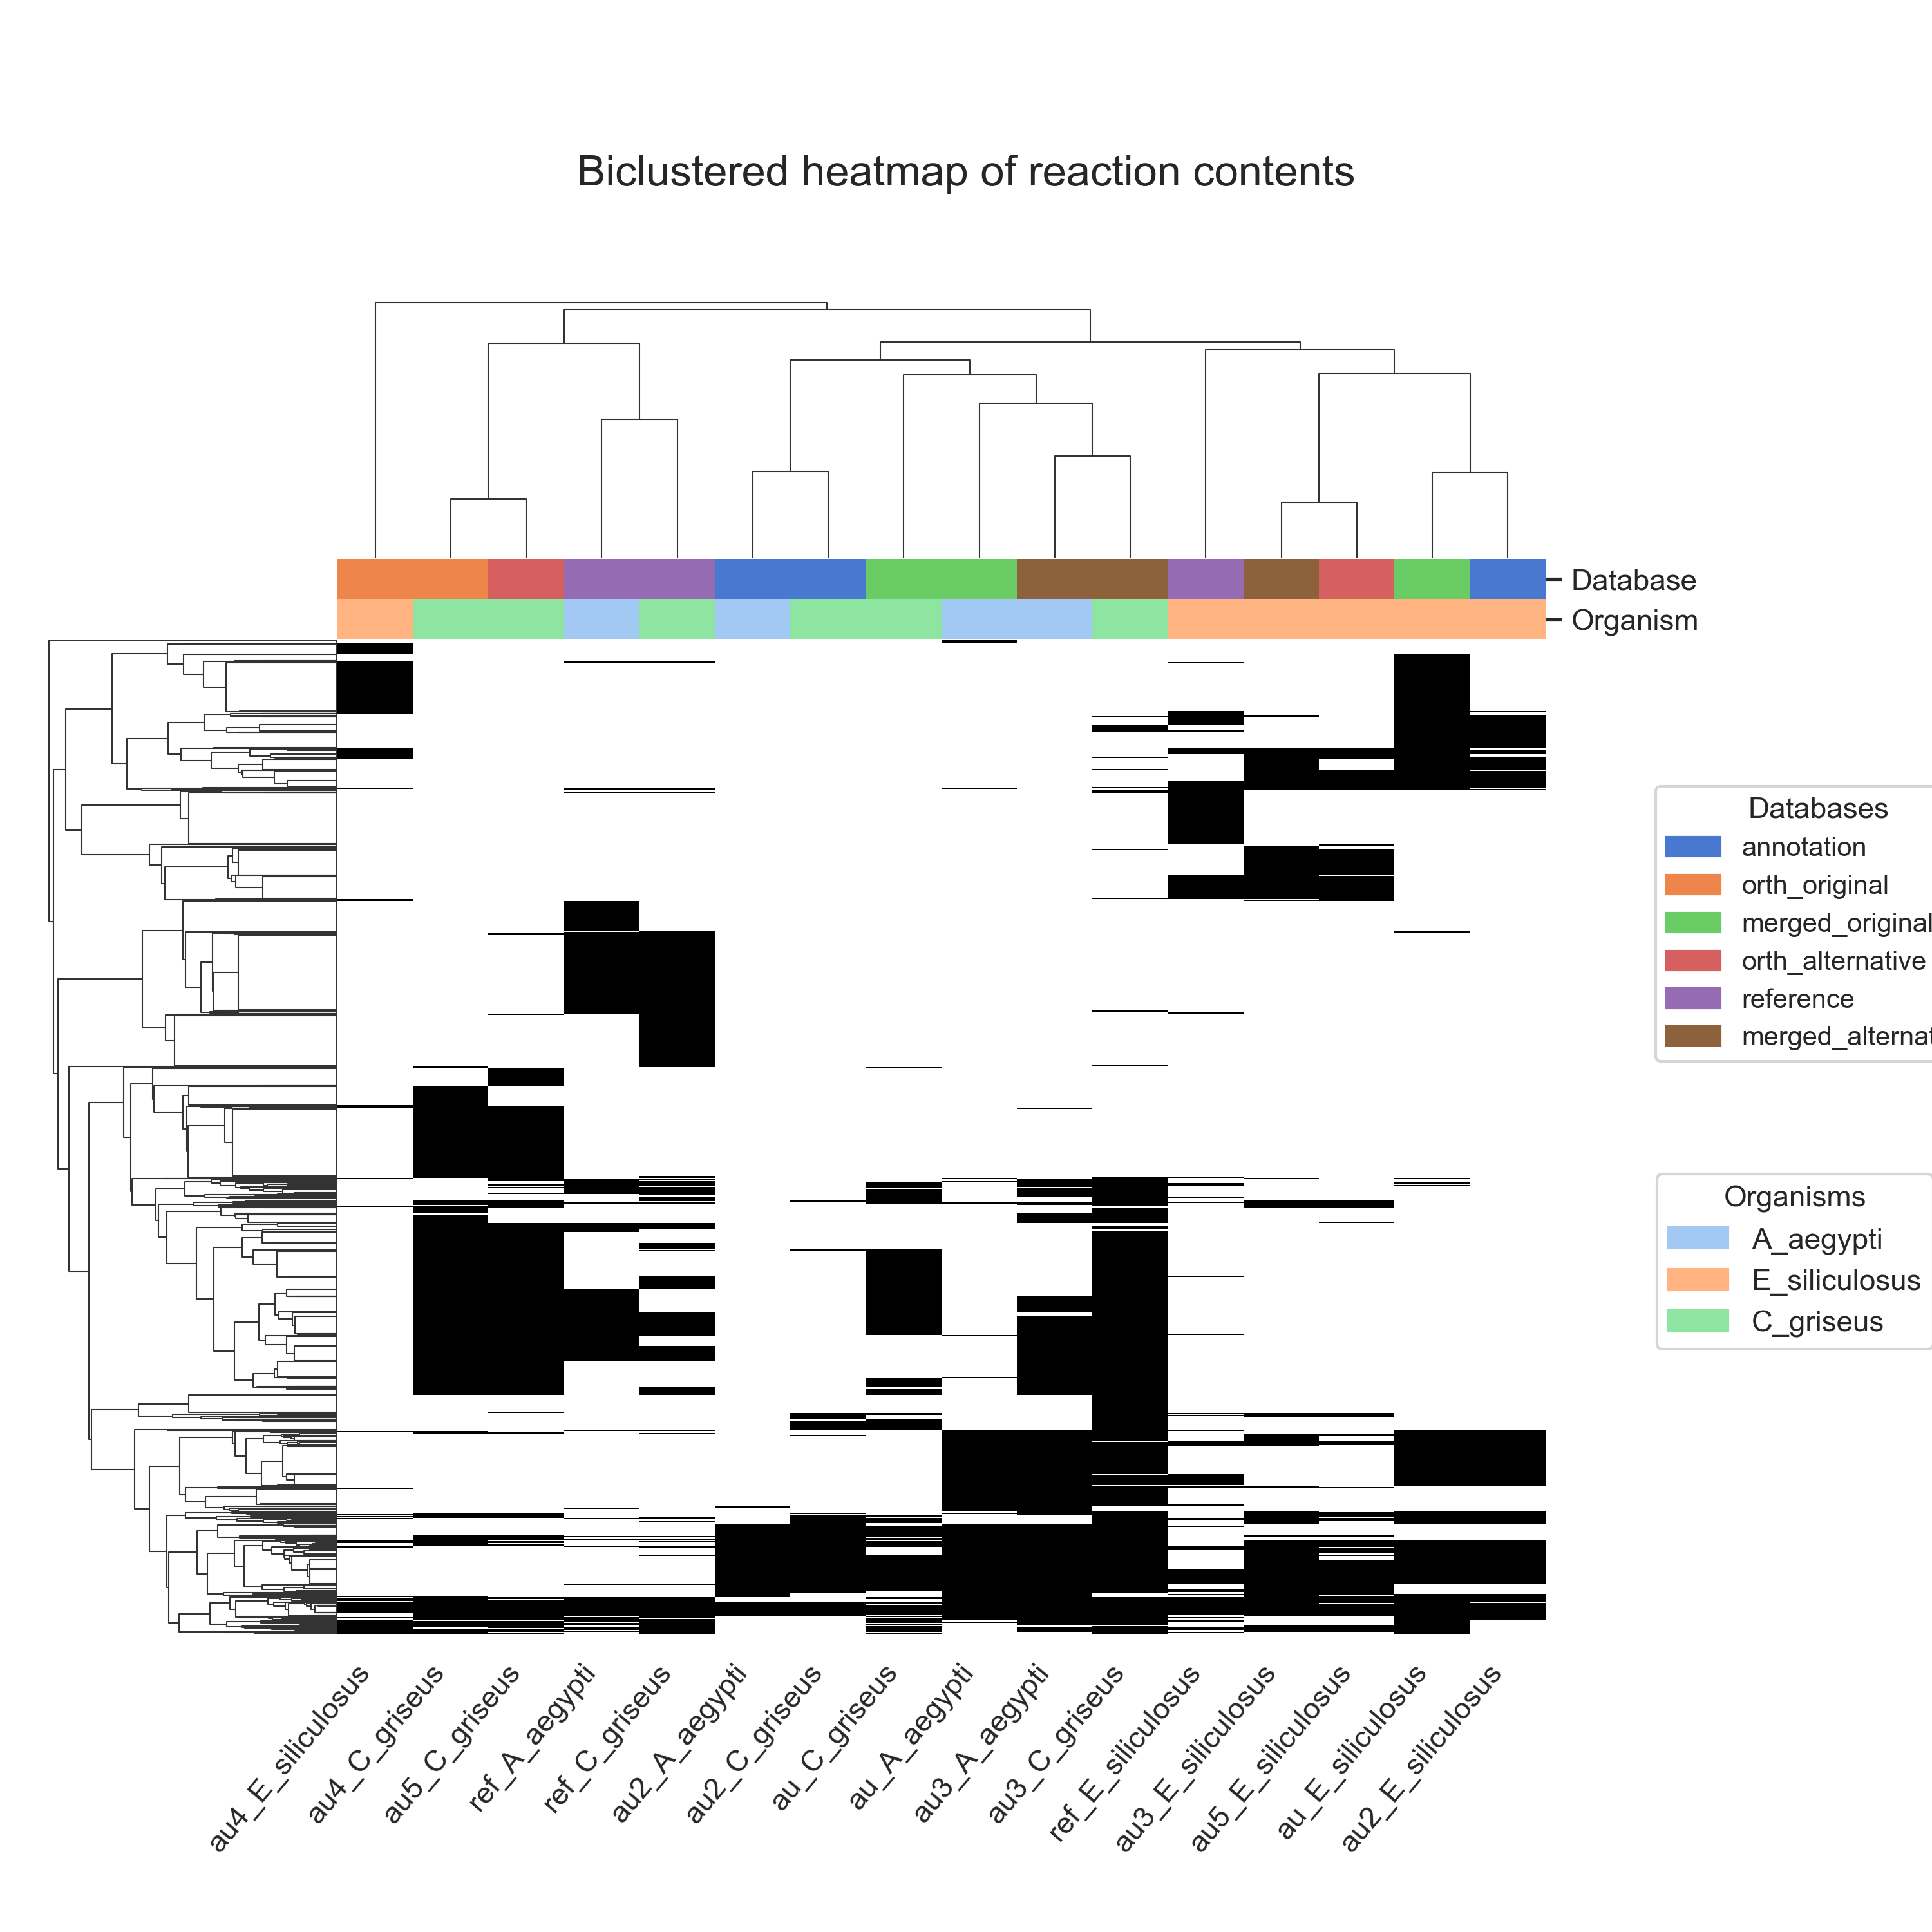 Biclustered heatmap of reaction contents
Database
Organism
Databases
annotation
orth_original
merged_original
orth_alternative
reference
merged_alternat
Organisms
A_aegypti
E_siliculosus
C_griseus
au4_E_siliculosus
au4_C_griseus
au5_C_griseus
ref_A_aegypti
ref_C_griseus
au2_A_aegypti
au2_C_griseus
au_C_griseus
au_A_aegypti
au3_A_aegypti
au3_C_griseus
ref_E_siliculosus
au3_E_siliculosus
au5_E_siliculosus
au_E_siliculosus
au2_E_siliculosus